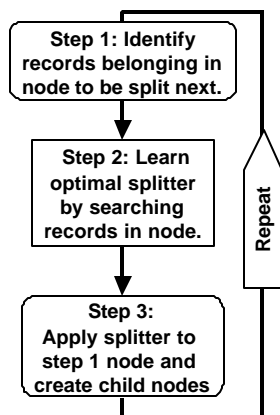 Step 1: Identify
records belonging in
node to be split next.
Step 2: Learn
optimal splitter
by searching
records in node.
Step 3:
Apply splitter to
step 1 node and
create child nodes
Repeat